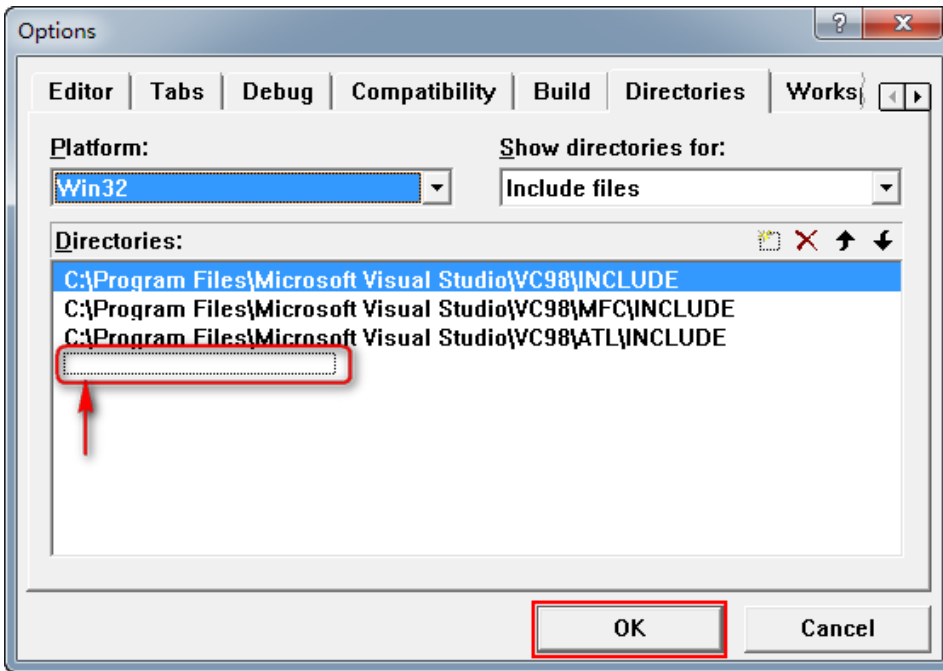 Options
Editor Tabs Debug Compatibility Build Directories Works
Platform: Show directories for:
Win32 Include files
Directories:
C:\Program Files\Microsoft Visual Studio\VC98\INCLUDE
C:\Program Files\Microsoft Visual Studio\VC98\MFC\INCLUDE
C:\Program Files\Microsoft Visual Studio\VC98\ATL\INCLUDE
OK Cancel